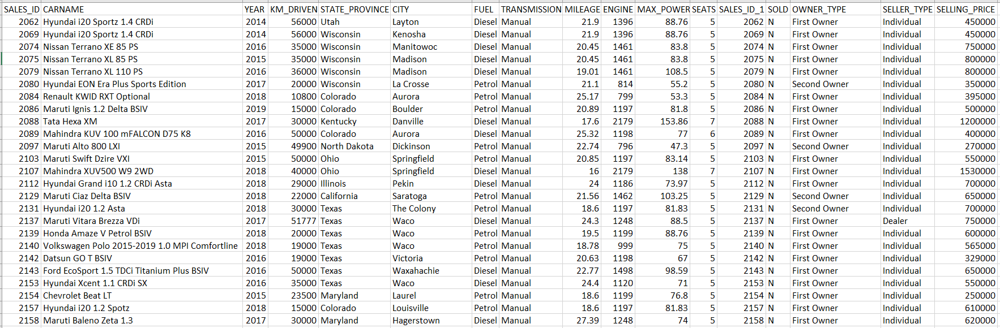 SALES_ID CARNAME YEAR KM_DRIVEN STATE_PROVINCE CITY FUEL TRANSMISSION MILEAGE ENGINE MAX_POWER SEATS SALES_ID_1 SOLD OWNER_TYPE SELLER_TYPE SELLING_PRICE
2062 Hyundai i20 Sportz 1.4 CRDi 2014 56000 Utah Layton Diesel Manual 21.9 1396 88.76 5 2062 N First Owner Individual 450000
2069 Hyundai i20 Sportz 1.4 CRDi 2014 56000 Wisconsin Kenosha Diesel Manual 21.9 1396 88.76 5 2069 N First Owner Individual 450000
2074 Nissan Terrano XE 85 PS 2016 35000 Wisconsin Manitowoc Diesel Manual 20.45 1461 83.8 5 2074 N First Owner Individual 750000
2075 Nissan Terrano XL 85 PS 2015 35000 Wisconsin Madison Diesel Manual 20.45 1461 83.8 5 2075 N First Owner Individual 800000
2079 Nissan Terrano XL 110 PS 2016 36000 Wisconsin Madison Diesel Manual 19.01 1461 108.5 5 2079 N First Owner Individual 800000
2080 Hyundai EON Era Plus Sports Edition 2017 20000 Wisconsin La Crosse Petrol Manual 21.1 814 55.2 5 2080 N Second Owner Individual 350000
2084 Renault KWID RXT Optional 2018 10800 Colorado Aurora Petrol Manual 25.17 799 53.3 5 2084 N First Owner Individual 395000
2086 Maruti Ignis 1.2 Delta BSIV 2019 15000 Colorado Boulder Petrol Manual 20.89 1197 81.8 5 2086 N First Owner Individual 500000
2088 Tata Hexa XM 2017 30000 Kentucky Danville Diesel Manual 17.6 2179 153.86 7 2088 N First Owner Individual 1200000
2089 Mahindra KUV 100 mFALCON D75 K8 2016 50000 Colorado Aurora Diesel Manual 25.32 1198 77 6 2089 N First Owner Individual 400000
2097 Maruti Alto 800 LXI 2015 49900 North Dakota Dickinson Petrol Manual 22.74 796 47.3 5 2097 N Second Owner Individual 270000
2103 Maruti Swift Dzire VXI 2015 50000 Ohio Springfield Petrol Manual 20.85 1197 83.14 5 2103 N First Owner Individual 550000
2107 Mahindra XUV500 W9 2WD 2018 40000 Ohio Springfield Diesel Manual 16 2179 138 7 2107 N First Owner Individual 1530000
2112 Hyundai Grand i10 1.2 CRDi Asta 2018 29000 Illinois Pekin Diesel Manual 24 1186 73.97 5 2112 N First Owner Individual 700000
2129 Maruti Ciaz Delta BSIV 2018 22000 California Saratoga Petrol Manual 21.56 1462 103.25 5 2129 N Second Owner Individual 650000
2131 Hyundai i20 1.2 Asta 2018 30000 Texas The Colony Petrol Manual 18.6 1197 81.83 5 2131 N Second Owner Individual 700000
2137 Maruti Vitara Brezza VDi 2017 51777 Texas Waco Diesel Manual 24.3 1248 88.5 5 2137 N First Owner Dealer 750000
2139 Honda Amaze V Petrol BSIV 2018 20000 Texas Waco Petrol Manual 19.5 1199 88.76 5 2139 N First Owner Individual 600000
2140 Volkswagen Polo 2015-2019 1.0 MPI Comfortline 2018 19000 Texas Waco Petrol Manual 18.78 999 75 5 2140 N First Owner Individual 565000
2142 Datsun GO T BSIV 2016 19000 Texas Victoria Petrol Manual 20.63 1198 67 5 2142 N First Owner Individual 329000
2143 Ford EcoSport 1.5 TDCi Titanium Plus BSIV 2016 50000 Texas Waxahachie Diesel Manual 22.77 1498 98.59 5 2143 N First Owner Individual 650000
2153 Hyundai Xcent 1.1 CRDi SX 2016 35000 Texas Waco Diesel Manual 24.4 1120 71 5 2153 N First Owner Individual 550000
2154 Chevrolet Beat LT 2015 23500 Maryland Laurel Petrol Manual 18.6 1199 76.8 5 2154 N First Owner Individual 250000
2157 Hyundai i20 1.2 Spotz 2018 15000 Colorado Louisville Petrol Manual 18.6 1197 81.83 5 2157 N First Owner Individual 610000
2158 Maruti Baleno Zeta 1.3 2017 30000 Maryland Hagerstown Diesel Manual 27.39 1248 74 5 2158 N First Owner Individual 620000